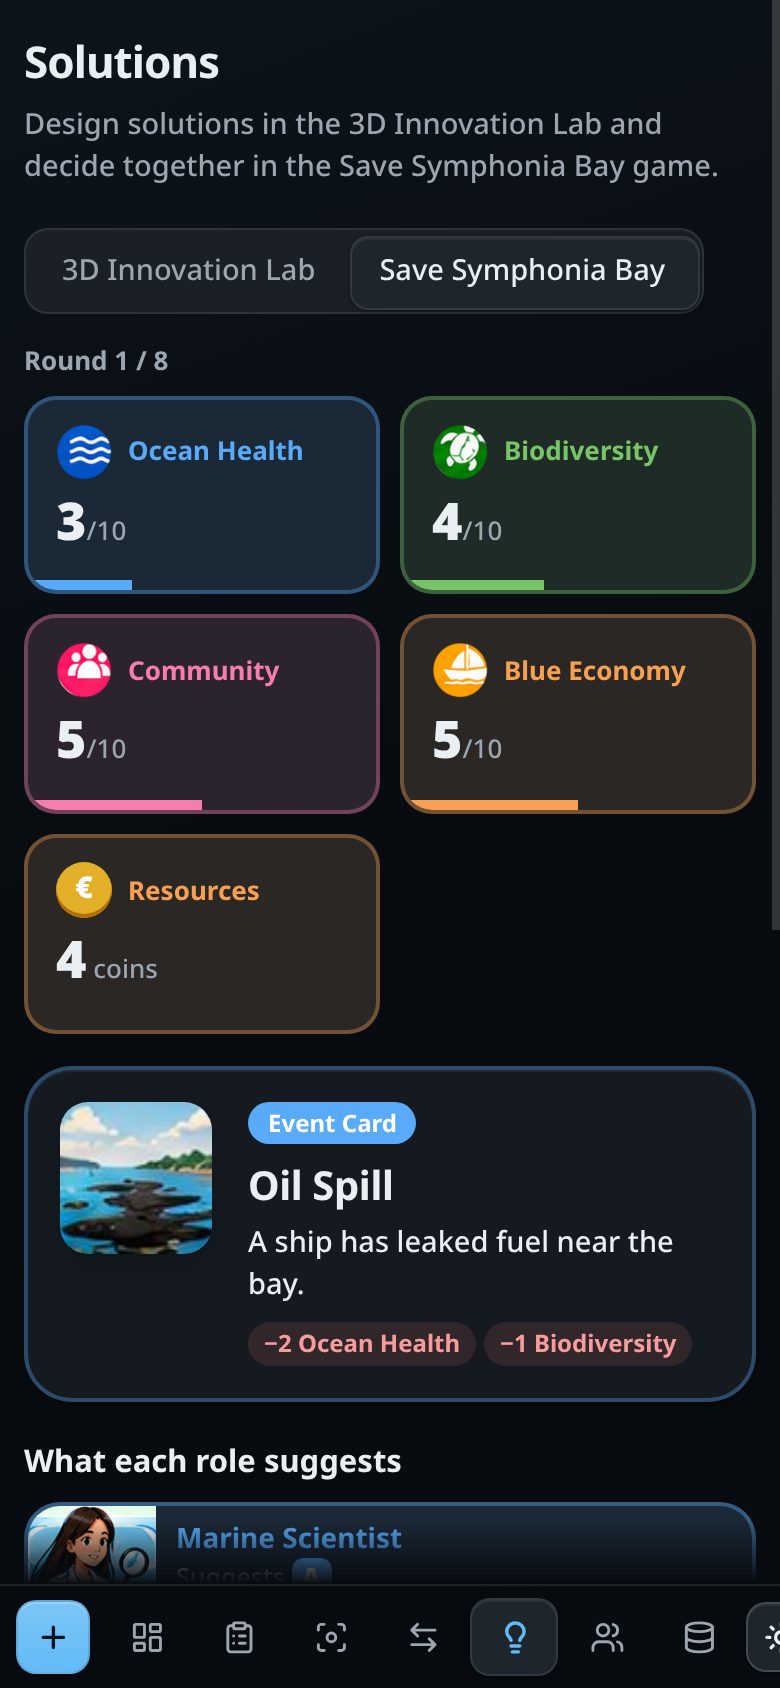 Solutions
Design solutions in the 3D Innovation Lab and
decide together in the Save Symphonia Bay game.
3D Innovation Lab
Save Symphonia Bay
Round 1 / 8
Ocean Health
3/10
Biodiversity
4/10
Community
5/10
Blue Economy
5/10
€
Resources
4 coins
Event Card
Oil Spill
A ship has leaked fuel near the
bay.
−2 Ocean Health
−1 Biodiversity
What each role suggests
Marine Scientist
Suggests A